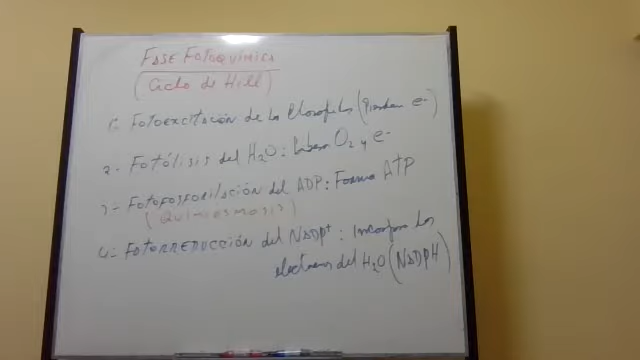 FASE FOTOQUÍMICA
(Ciclo de Hill)
1- Fotoexcitación de la Clorofila (Pierden e-)
2- Fotólisis del H2O: Libera O2 y e-
3- Fotofosforilación del ADP: Forma ATP
(Quimiosmosis)
4- Fotorreducción del NADP+: incorpora los
electrones del H2O (NADPH)